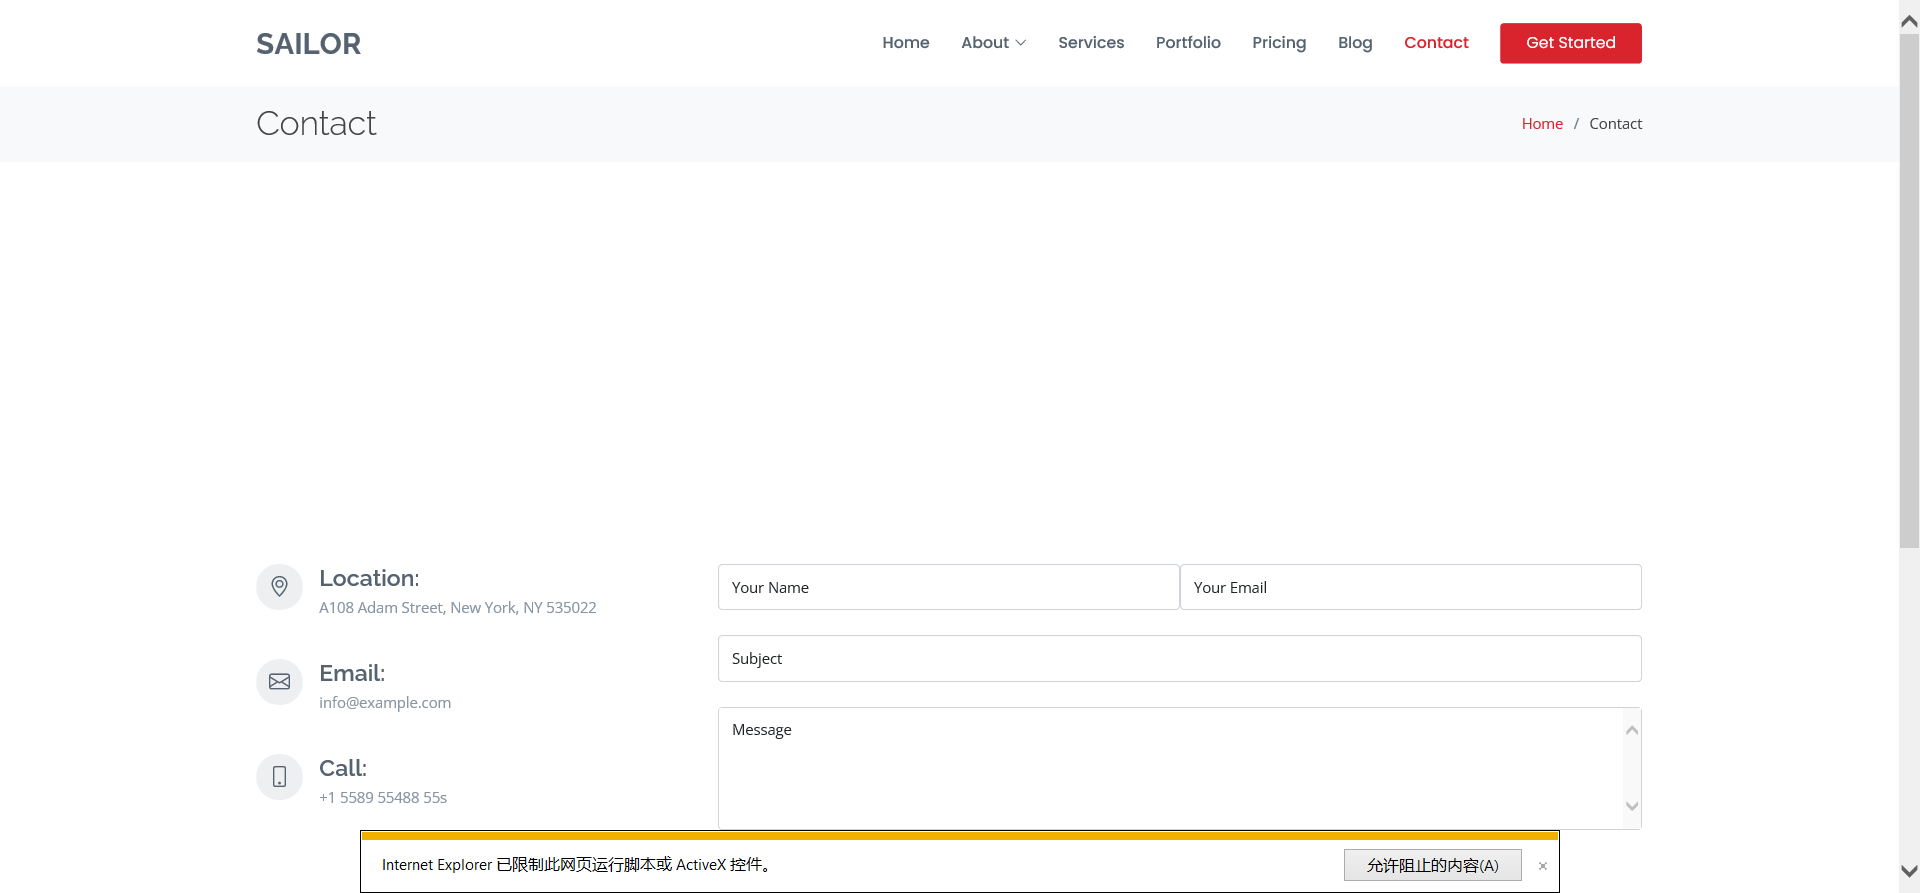 SAILOR
Home About Services Portfolio Pricing Blog Contact Get Started
Contact
Home / Contact
Location:
A108 Adam Street, New York, NY 535022
Email:
info@example.com
Call:
+1 5589 55488 55s
Your Name
Your Email
Subject
Message
Internet Explorer 已限制此网页运行脚本或 ActiveX 控件。
允许阻止的内容(A)
×